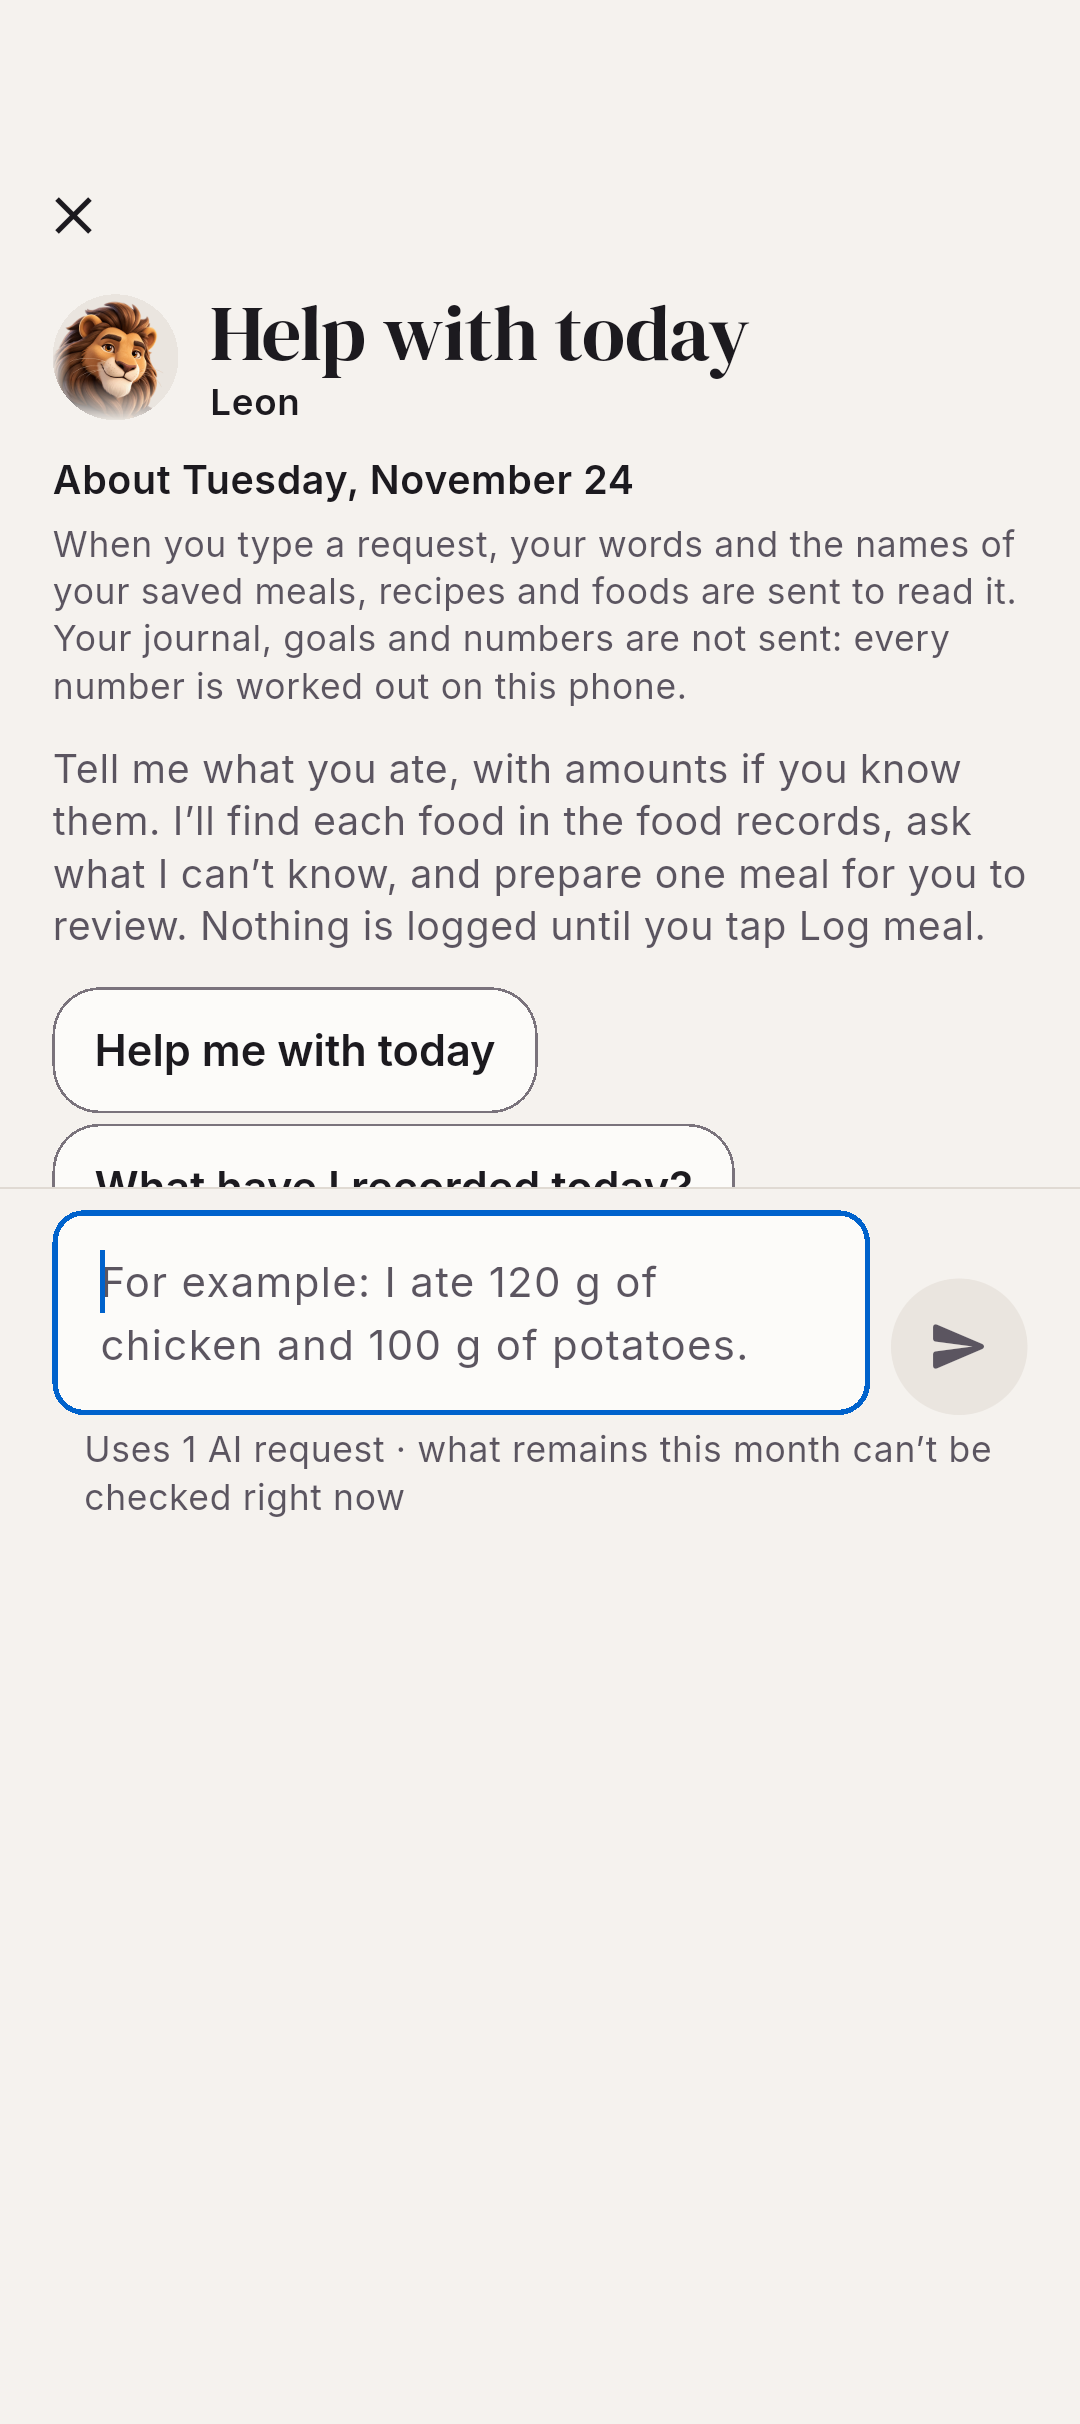 Help with today
Leon
About Tuesday, November 24
When you type a request, your words and the names of
your saved meals, recipes and foods are sent to read it.
Your journal, goals and numbers are not sent: every
number is worked out on this phone.
Tell me what you ate, with amounts if you know
them. I’ll find each food in the food records, ask
what I can’t know, and prepare one meal for you to
review. Nothing is logged until you tap Log meal.
Help me with today
What have I recorded today?
For example: I ate 120 g of
chicken and 100 g of potatoes.
Uses 1 AI request · what remains this month can’t be
checked right now